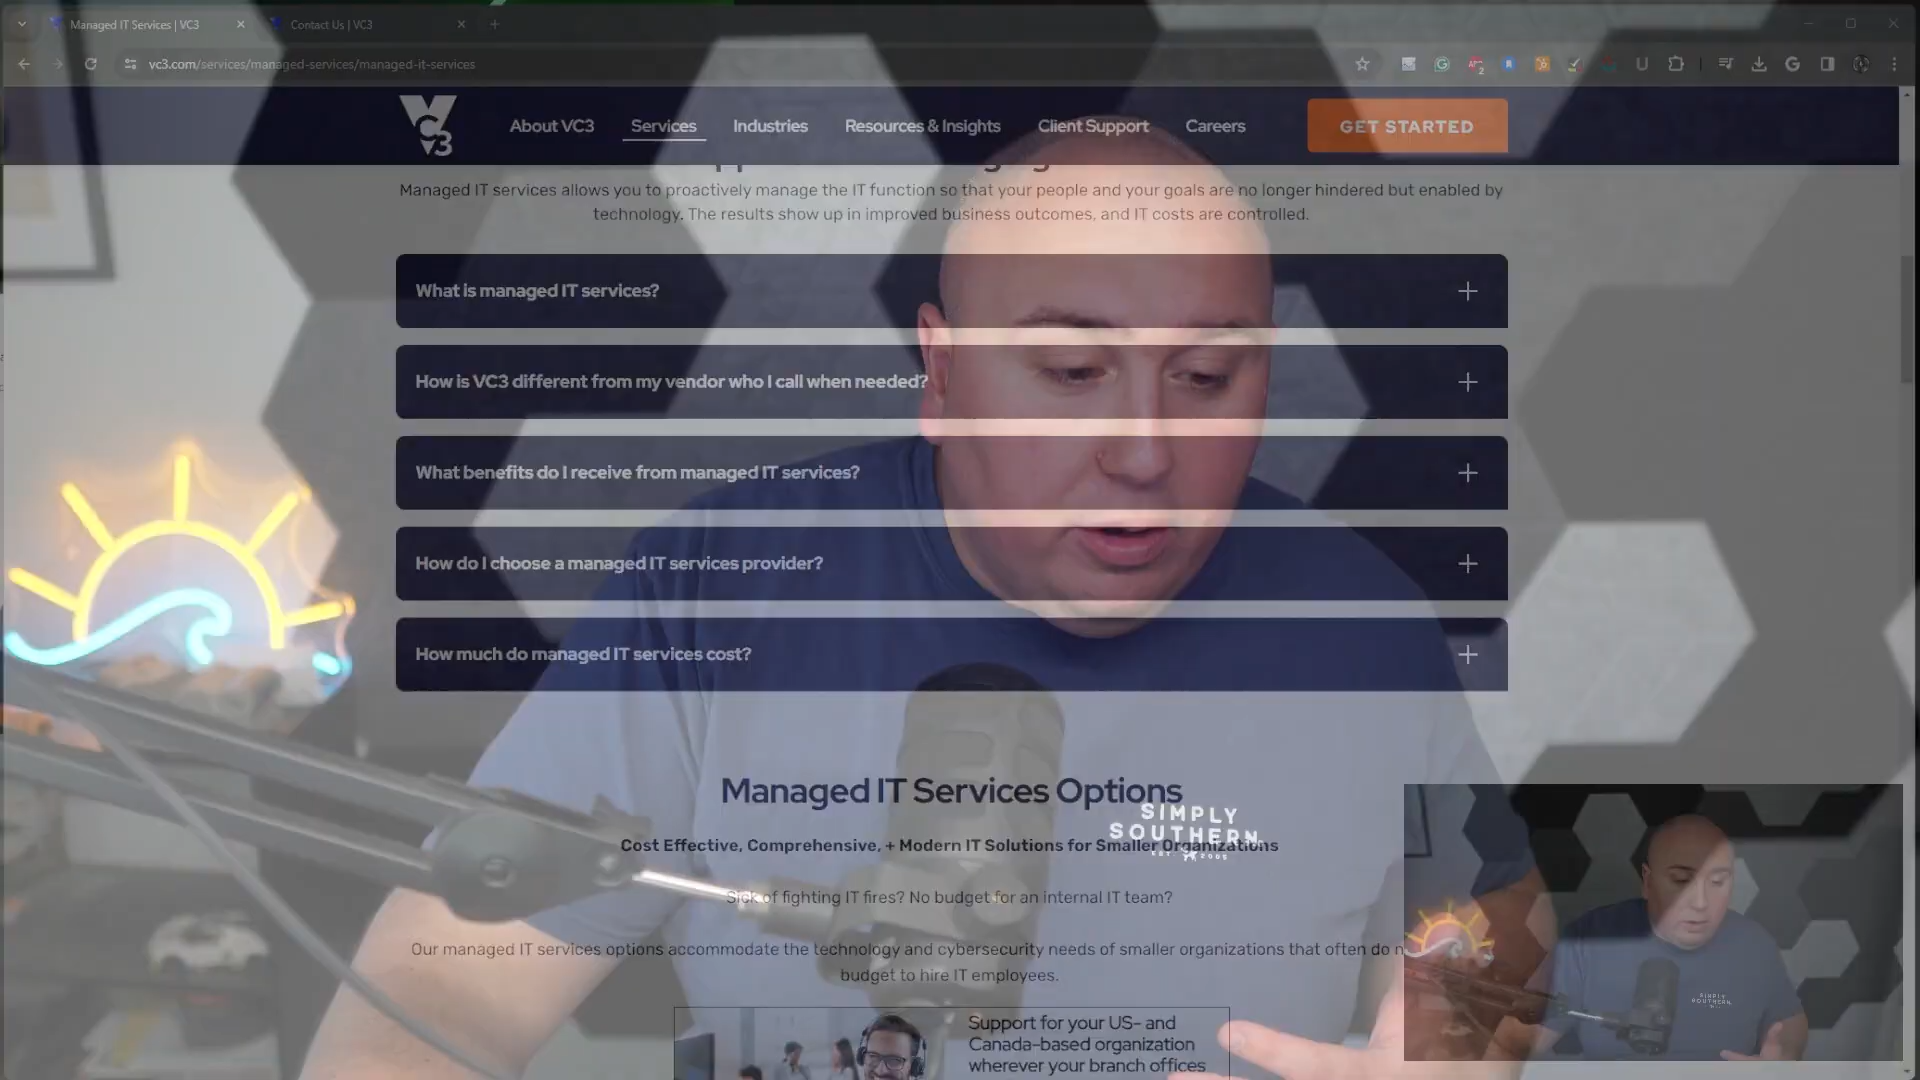 Managed IT Services | VC3
Contact Us | VC3
vc3.com/services/managed-services/managed-it-services
VC3
About VC3
Services
Industries
Resources & Insights
Client Support
Careers
GET STARTED
Managed IT services allows you to proactively manage the IT function so that your people and your goals are no longer hindered but enabled by
technology. The results show up in improved business outcomes, and IT costs are controlled.
What is managed IT services?
How is VC3 different from my vendor who I call when needed?
What benefits do I receive from managed IT services?
How do I choose a managed IT services provider?
How much do managed IT services cost?
Managed IT Services Options
SIMPLY
SOUTHERN
EST. 2005
Cost Effective, Comprehensive, + Modern IT Solutions for Smaller Organizations
Sick of fighting IT fires? No budget for an internal IT team?
Our managed IT services options accommodate the technology and cybersecurity needs of smaller organizations that often do
budget to hire IT employees.
Support for your US- and
Canada-based organization
wherever your branch offices
SIMPLY
SOUTHERN